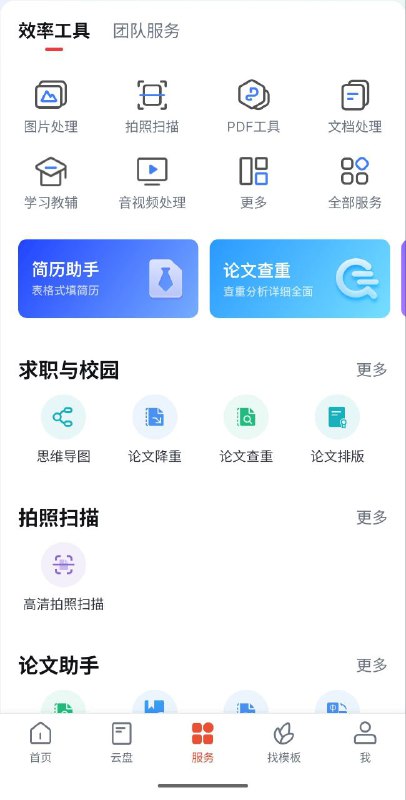 效率工具 团队服务
图片处理 拍照扫描 PDF工具 文档处理
学习教辅 音视频处理 更多 全部服务
简历助手 论文查重
表格式填简历 查重分析详细全面
求职与校园 更多
思维导图 论文降重 论文查重 论文排版
拍照扫描 更多
高清拍照扫描
论文助手 更多
首页 云盘 服务 找模板 我